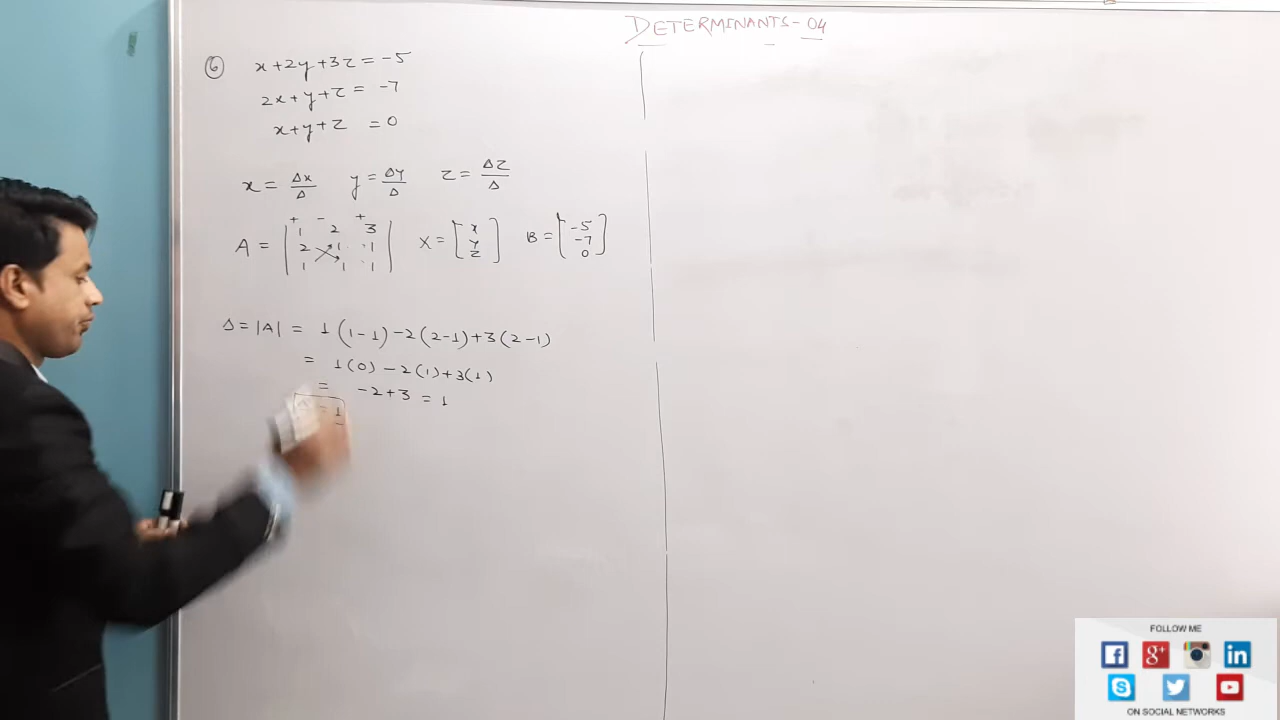 DETERMINANTS-04
⑥ x+2y+3z = -5
2x+y+z = -7
x+y+z = 0
x = Δx/Δ y = Δy/Δ z = Δz/Δ
+ - +
A = | 1 2 3 | X = [ x ] B = [ -5 ]
| 2 1 1 | [ y ] [ -7 ]
| 1 1 1 | [ z ] [ 0 ]
Δ = |A| = 1(1-1) -2(2-1) +3(2-1)
= 1(0) -2(1) +3(1)
= -2+3 = 1
= 1
FOLLOW ME
ON SOCIAL NETWORKS